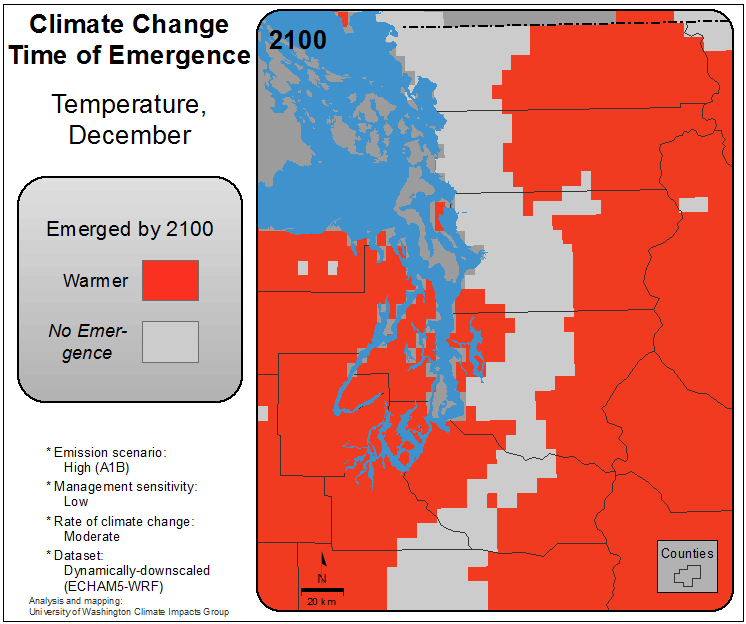 Climate Change
Time of Emergence
Temperature,
December
Emerged by 2100
Warmer
No Emer-
gence
* Emission scenario:
High (A1B)
* Management sensitivity:
Low
* Rate of climate change:
Moderate
* Dataset:
Dynamically-downscaled
(ECHAM5-WRF)
Analysis and mapping:
University of Washington Climate Impacts Group
2100
N
20 km
Counties